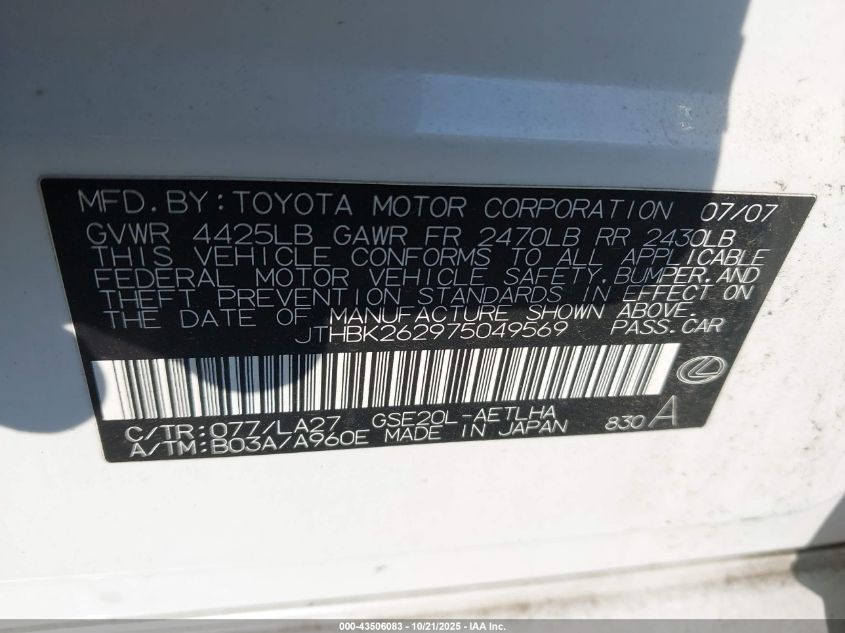 MFD. BY: TOYOTA MOTOR CORPORATION 07/07
GVWR 4425LB GAWR FR 2470LB RR 2430LB
THIS VEHICLE CONFORMS TO ALL APPLICABLE
FEDERAL MOTOR VEHICLE SAFETY, BUMPER, AND
THEFT PREVENTION STANDARDS IN EFFECT ON
THE DATE OF MANUFACTURE SHOWN ABOVE.
JTHBK262975049569 PASS. CAR
C/TR: 077/LA27 GSE20L-AETLHA
A/TM: B03A/A960E MADE IN JAPAN 830 A
000-43506083 - 10/21/2025 - IAA Inc.